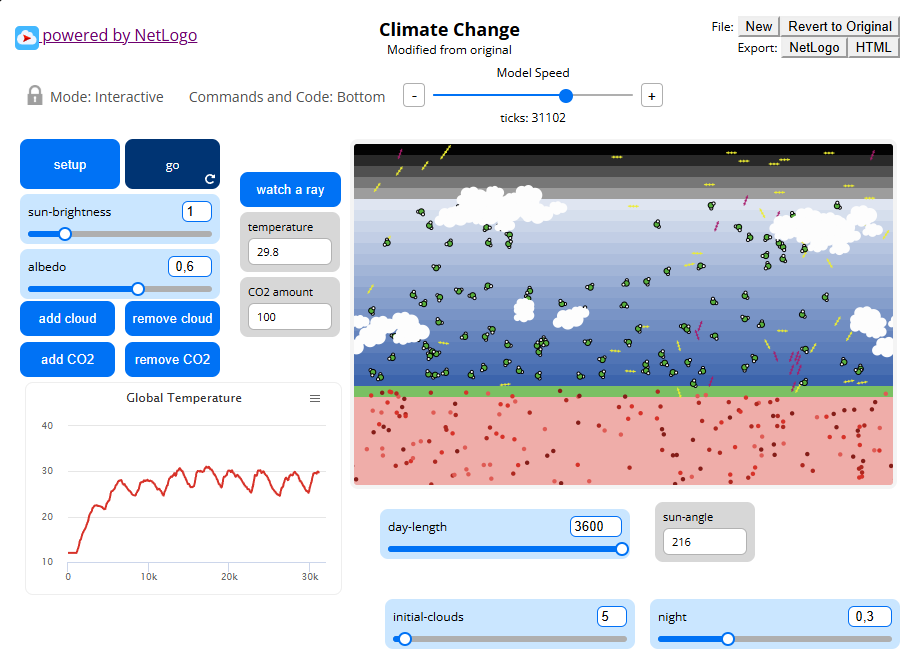 powered by NetLogo
Climate Change
Modified from original
File: New Revert to Original
Export: NetLogo HTML
Mode: Interactive
Commands and Code: Bottom
Model Speed
-
+
ticks: 31102
setup
go
sun-brightness 1
albedo 0,6
add cloud
remove cloud
add CO2
remove CO2
watch a ray
temperature
29.8
CO2 amount
100
Global Temperature
40
30
20
10
0 10k 20k 30k
day-length 3600
sun-angle
216
initial-clouds 5
night 0,3